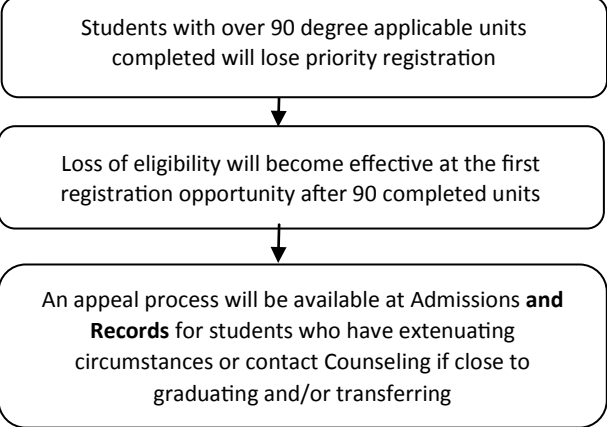 Students with over 90 degree applicable units
completed will lose priority registration
Loss of eligibility will become effective at the first
registration opportunity after 90 completed units
An appeal process will be available at Admissions and
Records for students who have extenuating
circumstances or contact Counseling if close to
graduating and/or transferring